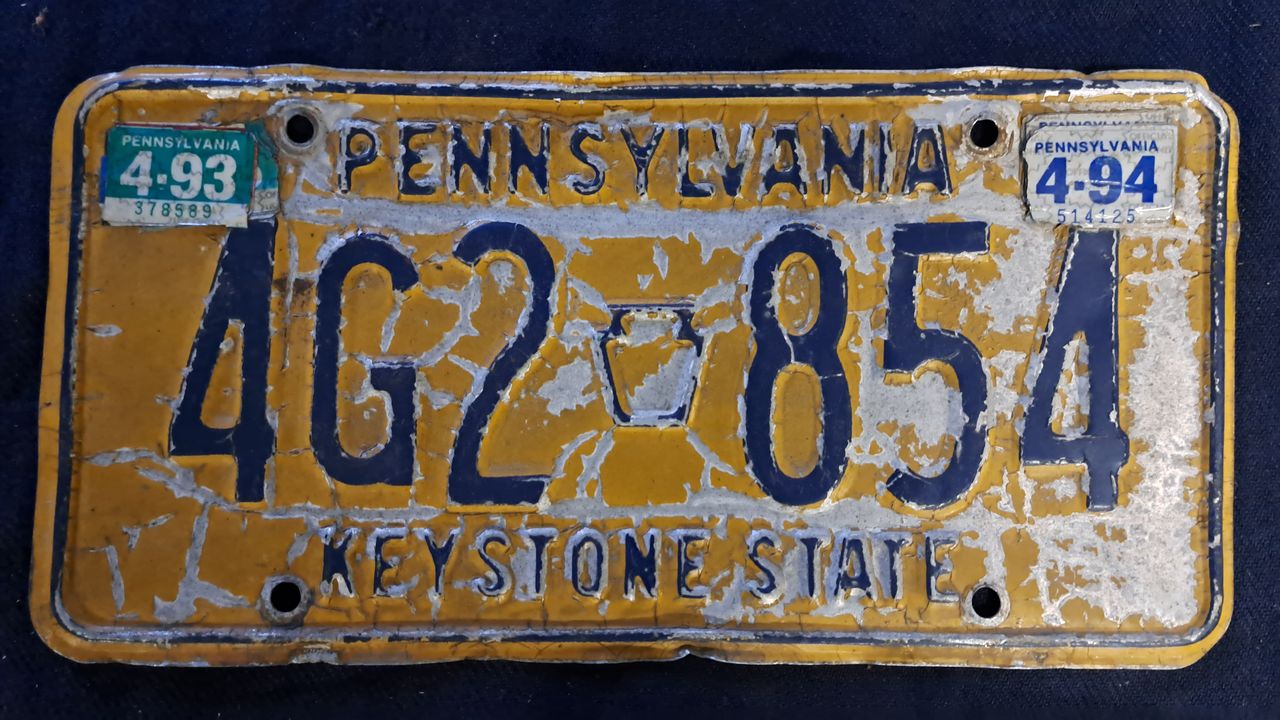 PENNSYLVANIA
PENNSYLVANIA
4-93
378589
PENNSYLVANIA
4-94
514125
4G2 854
KEYSTONE STATE